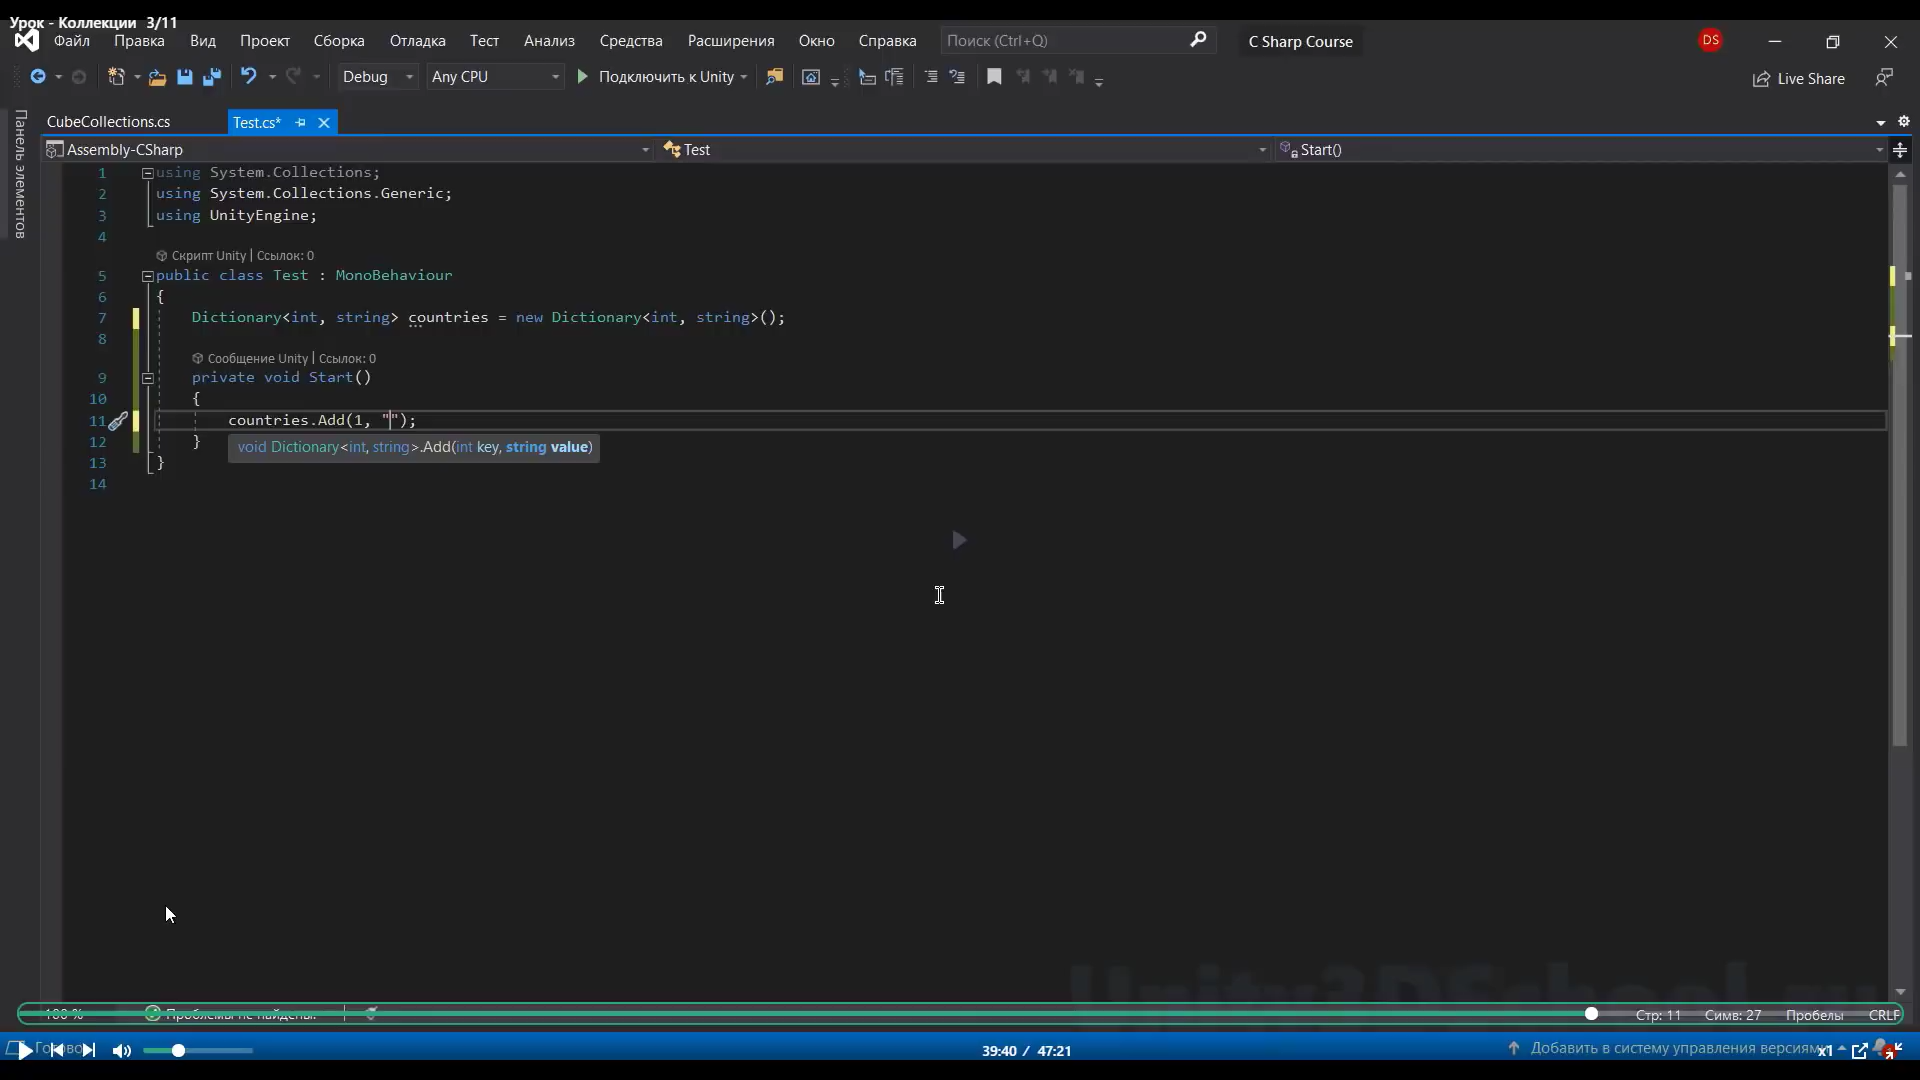 Урок - Коллекции 3/11
Файл Правка Вид Проект Сборка Отладка Тест Анализ Средства Расширения Окно Справка Поиск (Ctrl+Q) C Sharp Course DS
Debug Any CPU Подключить к Unity Live Share
Панель элементов
CubeCollections.cs Test.cs*
Assembly-CSharp Test Start()
1 using System.Collections;
2 using System.Collections.Generic;
3 using UnityEngine;
4
Скрипт Unity | Ссылок: 0
5 public class Test : MonoBehaviour
6 {
7 Dictionary<int, string> countries = new Dictionary<int, string>();
8
Сообщение Unity | Ссылок: 0
9 private void Start()
10 {
11 countries.Add(1, "");
12 }
void Dictionary<int, string>.Add(int key, string value)
13 }
14
100 % Проблемы не найдены. Стр: 11 Симв: 27 Пробелы CRLF
Готово 39:40 / 47:21 Добавить в систему управления версиями x1